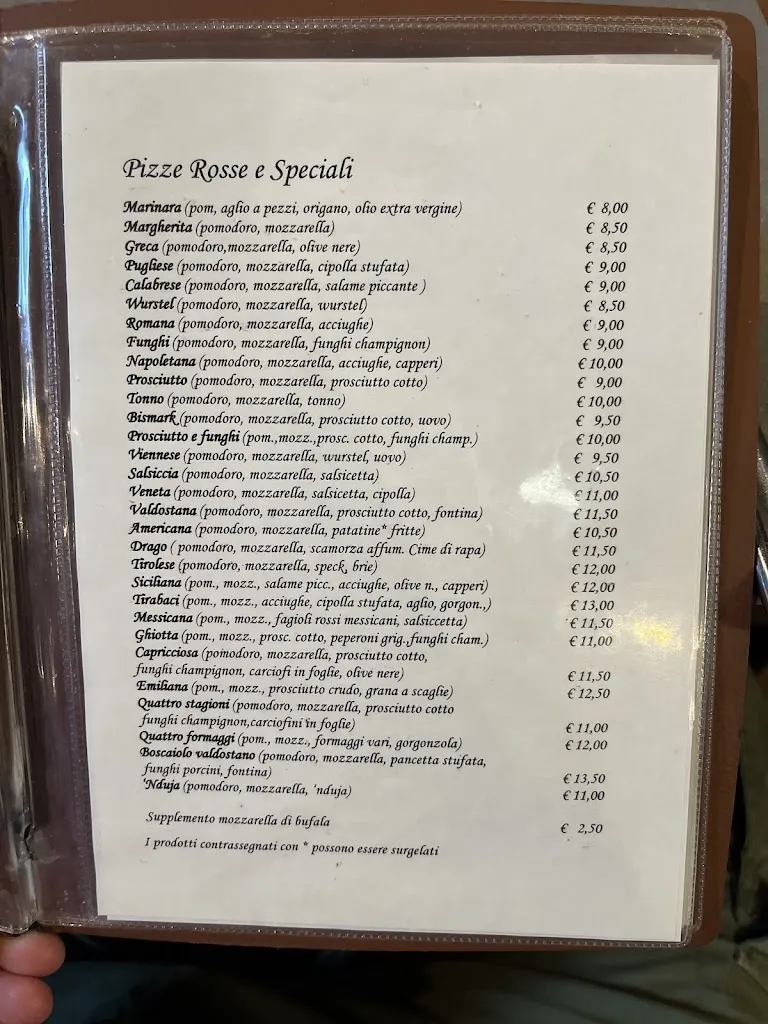 Pizze Rosse e Speciali
Marinara (pom, aglio a pezzi, origano, olio extra vergine) € 8,00
Margherita (pomodoro, mozzarella) € 8,50
Greca (pomodoro,mozzarella, olive nere) € 8,50
Pugliese (pomodoro, mozzarella, cipolla stufata) € 9,00
Calabrese (pomodoro, mozzarella, salame piccante ) € 9,00
Wurstel (pomodoro, mozzarella, wurstel) € 8,50
Romana (pomodoro, mozzarella, acciughe) € 9,00
Funghi (pomodoro, mozzarella, funghi champignon) € 9,00
Napoletana (pomodoro, mozzarella, acciughe, capperi) € 10,00
Prosciutto (pomodoro, mozzarella, prosciutto cotto) € 9,00
Tonno (pomodoro, mozzarella, tonno) € 10,00
Bismark (pomodoro, mozzarella, prosciutto cotto, uovo) € 9,50
Prosciutto e funghi (pom.,mozz.,prosc. cotto, funghi champ.) € 10,00
Viennese (pomodoro, mozzarella, wurstel, uovo) € 9,50
Salsiccia (pomodoro, mozzarella, salsicetta) € 10,50
Veneta (pomodoro, mozzarella, salsicetta, cipolla) € 11,00
Valdostana (pomodoro, mozzarella, prosciutto cotto, fontina) € 11,50
Americana (pomodoro, mozzarella, patatine* fritte) € 10,50
Drago ( pomodoro, mozzarella, scamorza affum. Cime di rapa) € 11,50
Tirolese (pomodoro, mozzarella, speck, brie) € 12,00
Siciliana (pom., mozz., salame picc., acciughe, olive n., capperi) € 12,00
Tirabaci (pom., mozz., acciughe, cipolla stufata, aglio, gorgon.,) € 13,00
Messicana (pom., mozz., fagioli rossi messicani, salsiccetta) € 11,50
Ghiotta (pom., mozz., prosc. cotto, peperoni grig.,funghi cham.) € 11,00
Capricciosa (pomodoro, mozzarella, prosciutto cotto,
funghi champignon, carciofi in foglie, olive nere) € 11,50
Emiliana (pom., mozz., prosciutto crudo, grana a scaglie) € 12,50
Quattro stagioni (pomodoro, mozzarella, prosciutto cotto
funghi champignon,carciofini in foglie) € 11,00
Quattro formaggi (pom., mozz., formaggi vari, gorgonzola) € 12,00
Boscaiolo valdostano (pomodoro, mozzarella, pancetta stufata,
funghi porcini, fontina) € 13,50
'Nduja (pomodoro, mozzarella, 'nduja) € 11,00
Supplemento mozzarella di bufala € 2,50
I prodotti contrassegnati con * possono essere surgelati